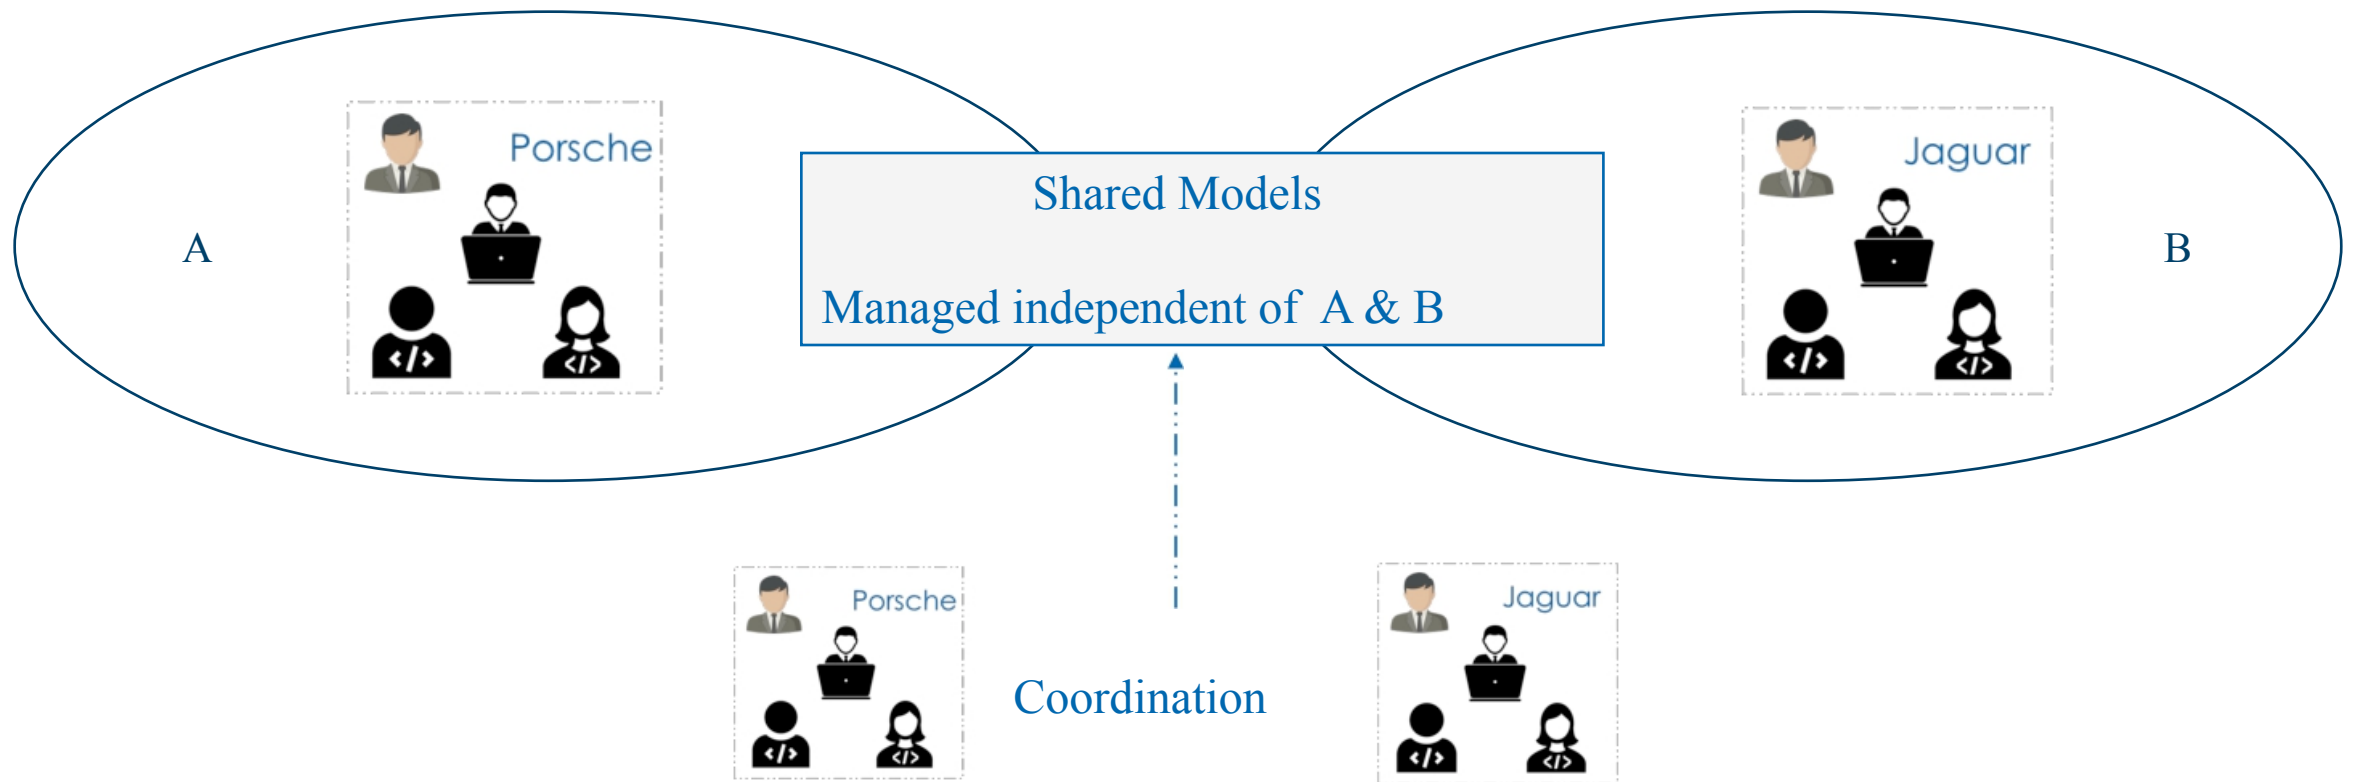 Porsche
Jaguar
Shared Models
A
B
Managed independent of A & B
</>
</>
</>
</>
Porsche
Jaguar
Coordination
</>
</>
</>
</>